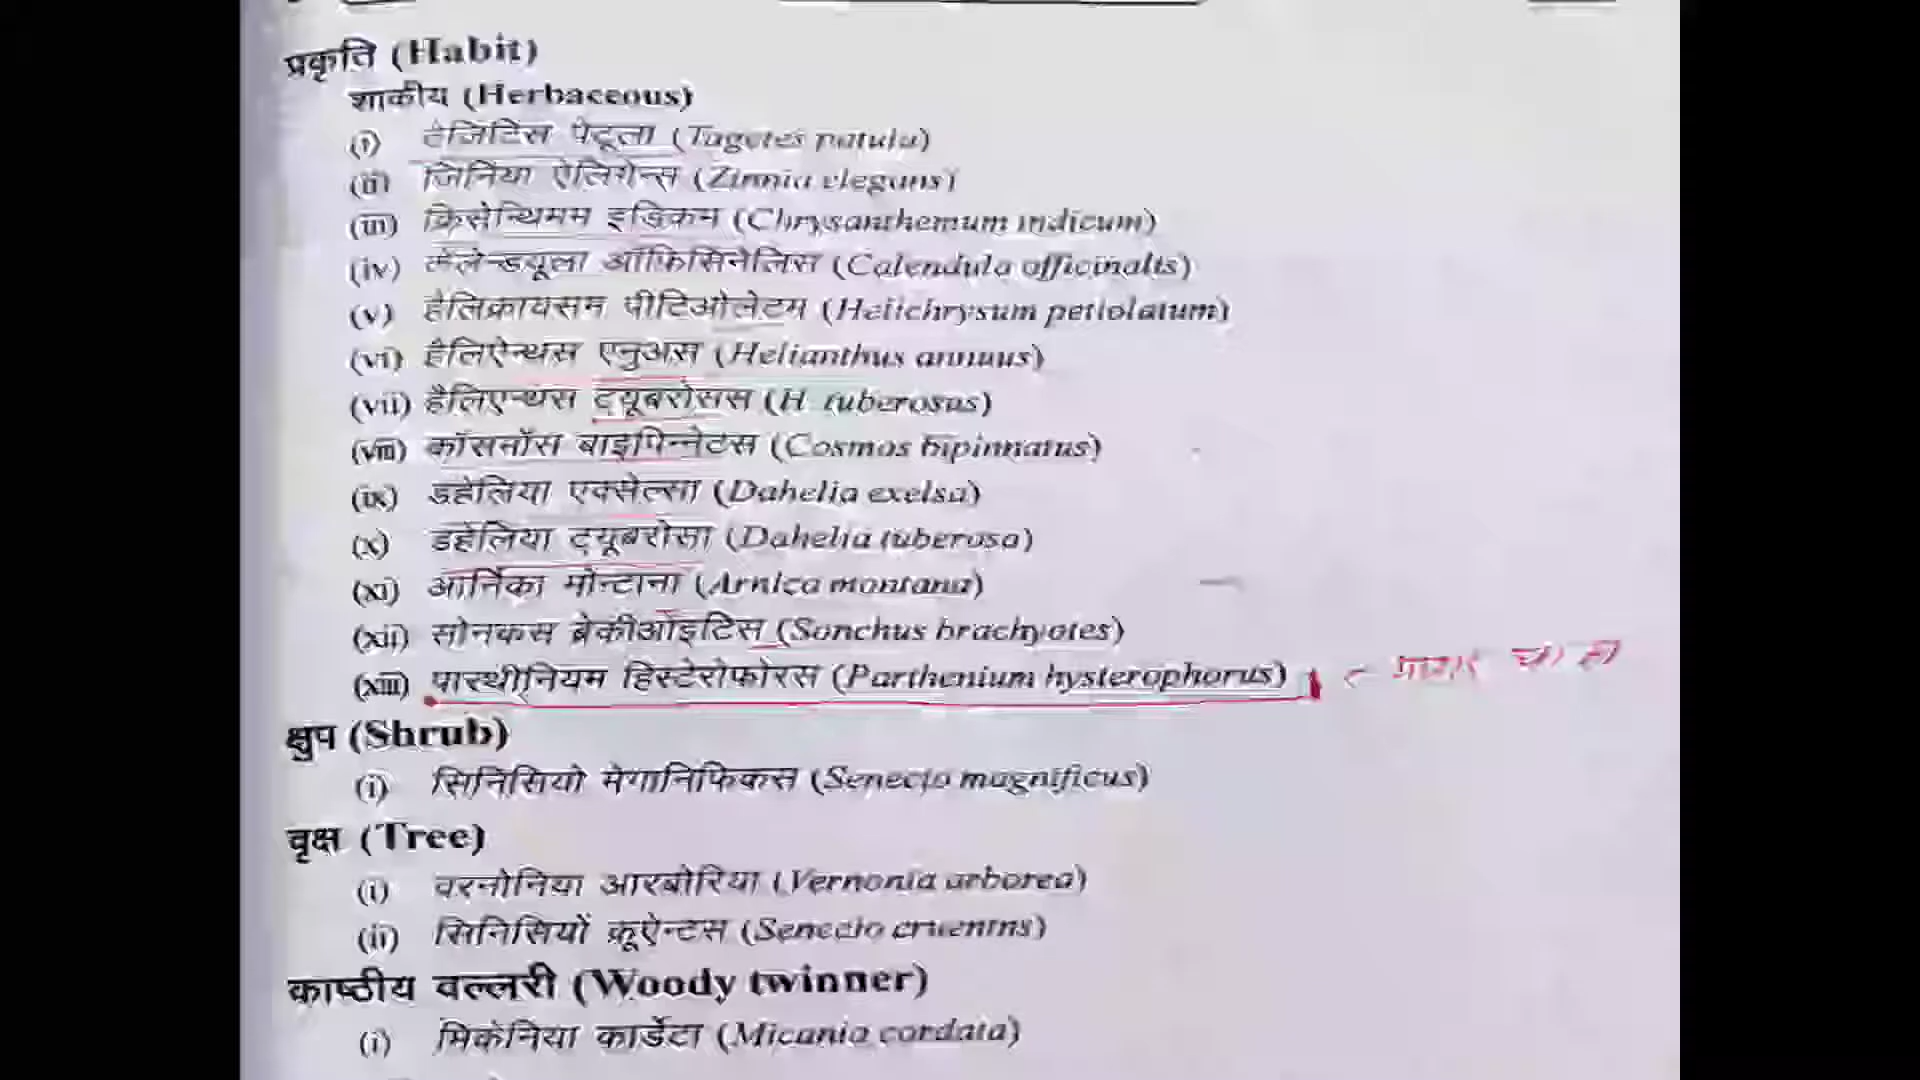 प्रकृति (Habit)
शाकीय (Herbaceous)
(i) टैजिटिस पेटूला (Tagetes patula)
(ii) जिनिया ऐलिगेन्स (Zinnia elegans)
(iii) क्रिसेन्थिमम इंडिकम (Chrysanthemum indicum)
(iv) केलेन्ड्यूला ऑफिसिनेलिस (Calendula officinalis)
(v) हैलिक्रायसम पीटिओलेटम (Helichrysum petiolatum)
(vi) हैलिऐन्थस एनुअस (Helianthus annuus)
(vii) हैलिएन्थस ट्यूबरोसस (H. tuberosus)
(viii) कॉसमॉस बाइपिन्नेटस (Cosmos bipinnatus)
(ix) डहेलिया एक्सेल्सा (Dahelia exelsa)
(x) डहेलिया ट्यूबरोसा (Dahelia tuberosa)
(xi) आर्निका मोन्टाना (Arnica montana)
(xii) सोनकस ब्रेकीओइटिस (Sonchus brachyotes)
(xiii) पारथीनियम हिस्टेरोफोरस (Parthenium hysterophorus)
क्षुप (Shrub)
(i) सिनिसियो मेगानिफिकस (Senecio magnificus)
वृक्ष (Tree)
(i) वरनोनिया आरबोरिया (Vernonia arborea)
(ii) सिनिसियों क्रूऐन्टस (Senecio cruentns)
काष्ठीय वल्लरी (Woody twinner)
(i) मिकेनिया कार्डेटा (Micania cordata)